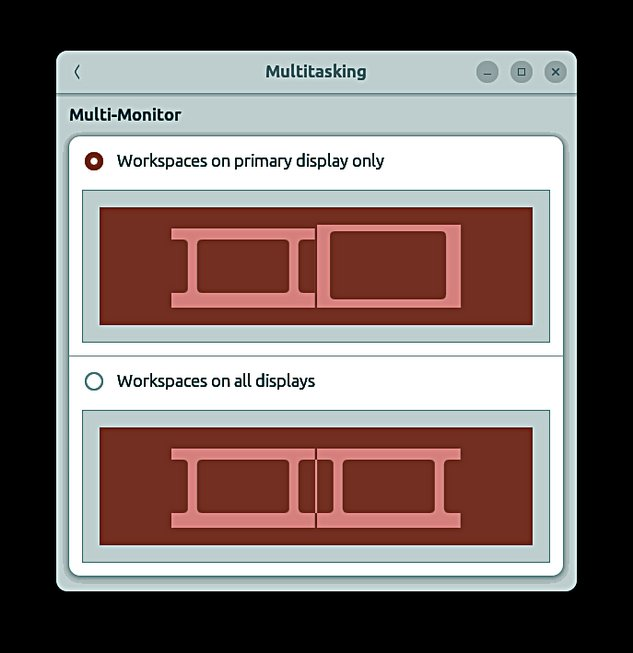 Multitasking
Multi-Monitor
Workspaces on primary display only
Workspaces on all displays